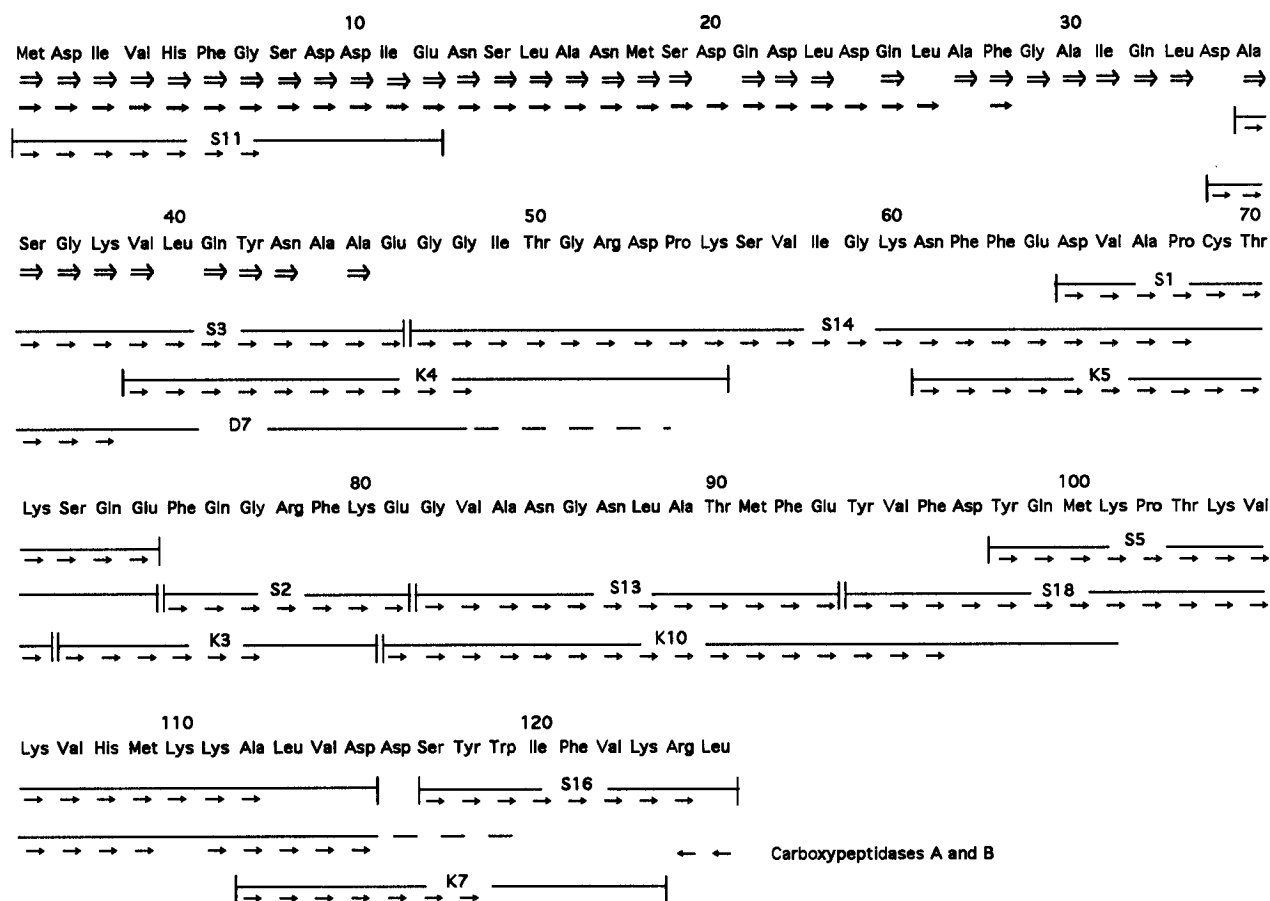 10 20 30
Met Asp Ile Val His Phe Gly Ser Asp Asp Ile Glu Asn Ser Leu Ala Asn Met Ser Asp Gln Asp Leu Asp Gln Leu Ala Phe Gly Ala Ile Gln Leu Asp Ala
S11
40 50 60 70
Ser Gly Lys Val Leu Gln Tyr Asn Ala Ala Glu Gly Gly Ile Thr Gly Arg Asp Pro Lys Ser Val Ile Gly Lys Asn Phe Phe Glu Asp Val Ala Pro Cys Thr
S1
S3 S14
K4 K5
D7
80 90 100
Lys Ser Gln Glu Phe Gln Gly Arg Phe Lys Glu Gly Val Ala Asn Gly Asn Leu Ala Thr Met Phe Glu Tyr Val Phe Asp Tyr Gln Met Lys Pro Thr Lys Val
S5
S2 S13 S18
K3 K10
110 120
Lys Val His Met Lys Lys Ala Leu Val Asp Asp Ser Tyr Trp Ile Phe Val Lys Arg Leu
S16
Carboxypeptidases A and B
K7